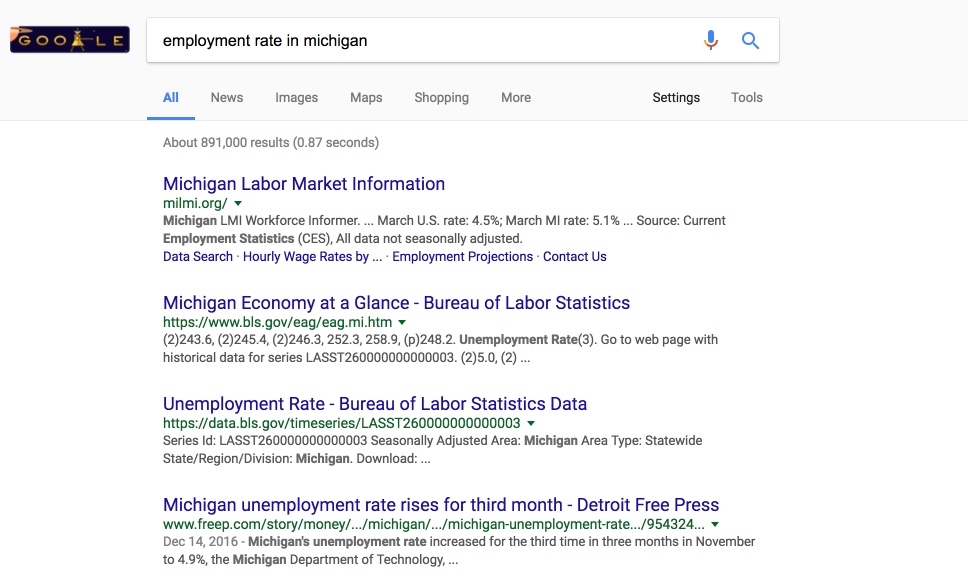 GOO LE
employment rate in michigan
All News Images Maps Shopping More Settings Tools
About 891,000 results (0.87 seconds)
Michigan Labor Market Information
milmi.org/
Michigan LMI Workforce Informer. ... March U.S. rate: 4.5%; March MI rate: 5.1% ... Source: Current
Employment Statistics (CES), All data not seasonally adjusted.
Data Search · Hourly Wage Rates by ... · Employment Projections · Contact Us
Michigan Economy at a Glance - Bureau of Labor Statistics
https://www.bls.gov/eag/eag.mi.htm
(2)243.6, (2)245.4, (2)246.3, 252.3, 258.9, (p)248.2. Unemployment Rate(3). Go to web page with
historical data for series LASST260000000000003. (2)5.0, (2) ...
Unemployment Rate - Bureau of Labor Statistics Data
https://data.bls.gov/timeseries/LASST260000000000003
Series Id: LASST260000000000003 Seasonally Adjusted Area: Michigan Area Type: Statewide
State/Region/Division: Michigan. Download: ...
Michigan unemployment rate rises for third month - Detroit Free Press
www.freep.com/story/money/.../michigan/.../michigan-unemployment-rate.../954324...
Dec 14, 2016 - Michigan's unemployment rate increased for the third time in three months in November
to 4.9%, the Michigan Department of Technology, ...